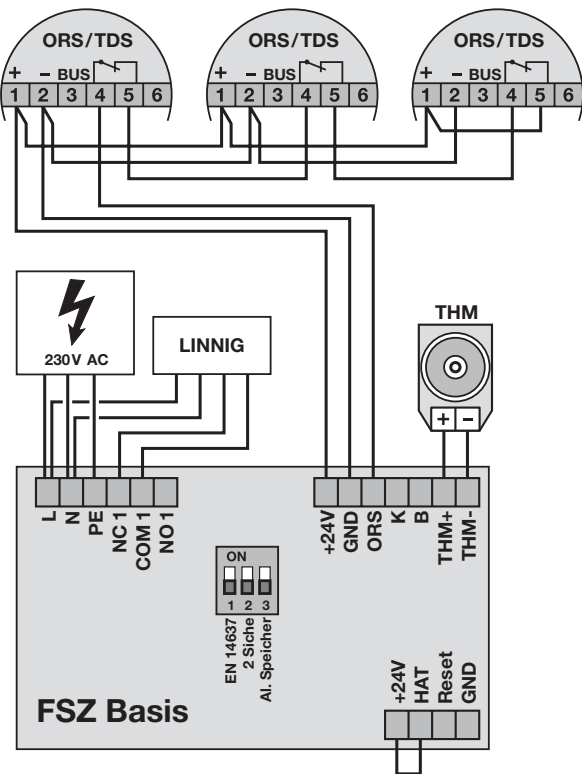 ORS/TDS ORS/TDS ORS/TDS
+ – BUS + – BUS + – BUS
1 2 3 4 5 6 1 2 3 4 5 6 1 2 3 4 5 6
230V AC
LINNIG
THM
+ –
L N PE NC 1 COM 1 NO 1
+24V GND ORS K B THM+ THM-
ON
1 2 3
EN 14637
2 Siche
Al. Speicher
+24V HAT Reset GND
FSZ Basis